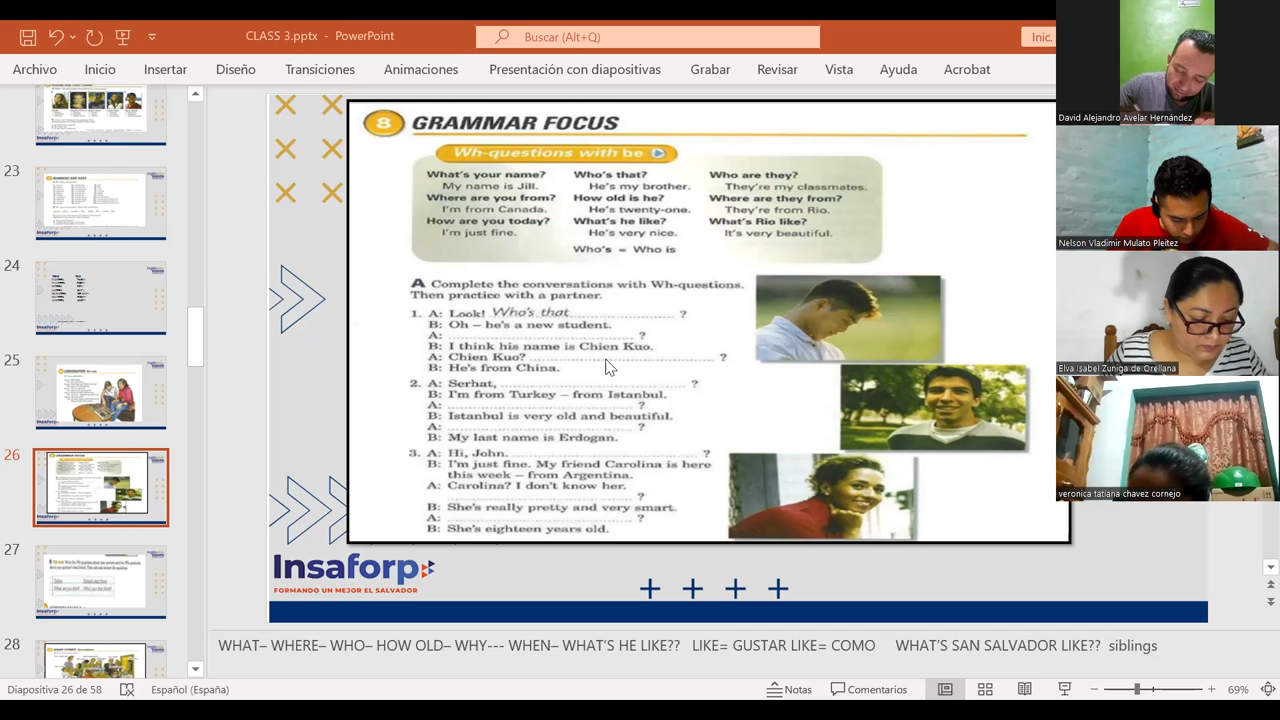 CLASS 3.pptx - PowerPoint
Buscar (Alt+Q)
Inic.
Archivo Inicio Insertar Diseño Transiciones Animaciones Presentación con diapositivas Grabar Revisar Vista Ayuda Acrobat
23
24
25
26
27
28
8 GRAMMAR FOCUS
Wh-questions with be
What's your name? Who's that? Who are they?
My name is Jill. He's my brother. They're my classmates.
Where are you from? How old is he? Where are they from?
I'm from Canada. He's twenty-one. They're from Rio.
How are you today? What's he like? What's Rio like?
I'm just fine. He's very nice. It's very beautiful.
Who's = Who is
A Complete the conversations with Wh-questions.
Then practice with a partner.
1. A: Look! Who's that ?
B: Oh – he's a new student.
A: ?
B: I think his name is Chien Kuo.
A: Chien Kuo? ?
B: He's from China.
2. A: Serhat, ?
B: I'm from Turkey – from Istanbul.
A: ?
B: Istanbul is very old and beautiful.
A: ?
B: My last name is Erdogan.
3. A: Hi, John. ?
B: I'm just fine. My friend Carolina is here
this week – from Argentina.
A: Carolina? I don't know her.
?
B: She's really pretty and very smart.
A: ?
B: She's eighteen years old.
Insaforp
FORMANDO UN MEJOR EL SALVADOR
David Alejandro Avelar Hernández
Nelson Vladimir Mulato Pleitez
Elva Isabel Zuniga de Orellana
veronica tatiana chavez cornejo
WHAT– WHERE– WHO– HOW OLD– WHY--- WHEN– WHAT'S HE LIKE?? LIKE= GUSTAR LIKE= COMO WHAT'S SAN SALVADOR LIKE?? siblings
Diapositiva 26 de 58 Español (España) Notas Comentarios 69%